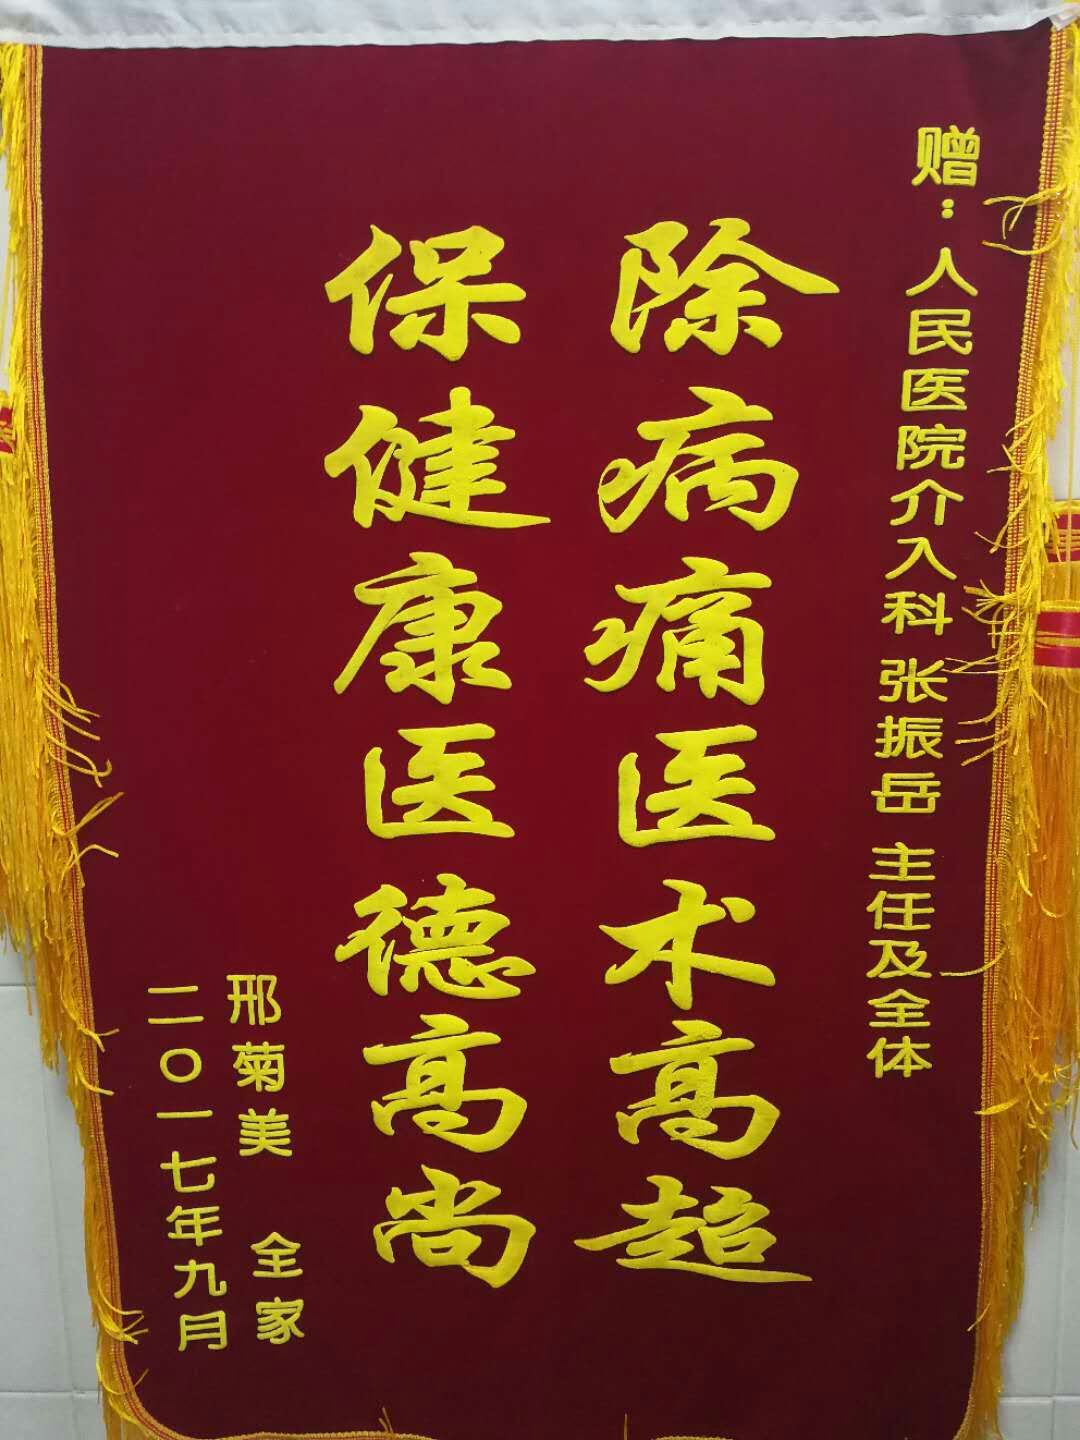 赠：人民医院介入科 张振岳 主任及全体
除病痛医术高超
保健康医德高尚
邢菊美 全家
二〇一七年九月